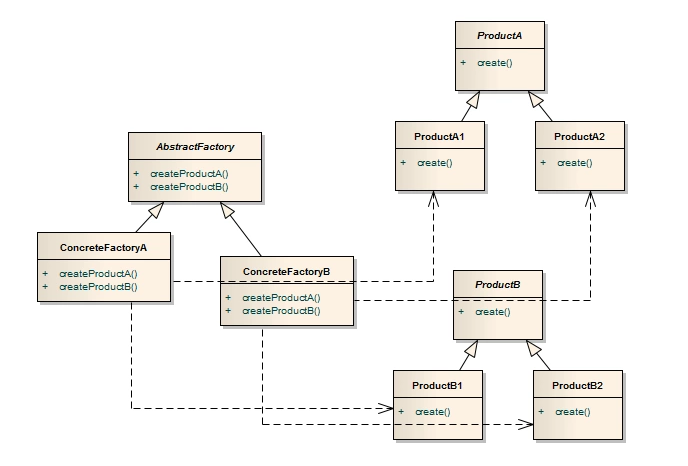 ProductA
+ create()
ProductA1
+ create()
ProductA2
+ create()
AbstractFactory
+ createProductA()
+ createProductB()
ConcreteFactoryA
+ createProductA()
+ createProductB()
ConcreteFactoryB
+ createProductA()
+ createProductB()
ProductB
+ create()
ProductB1
+ create()
ProductB2
+ create()